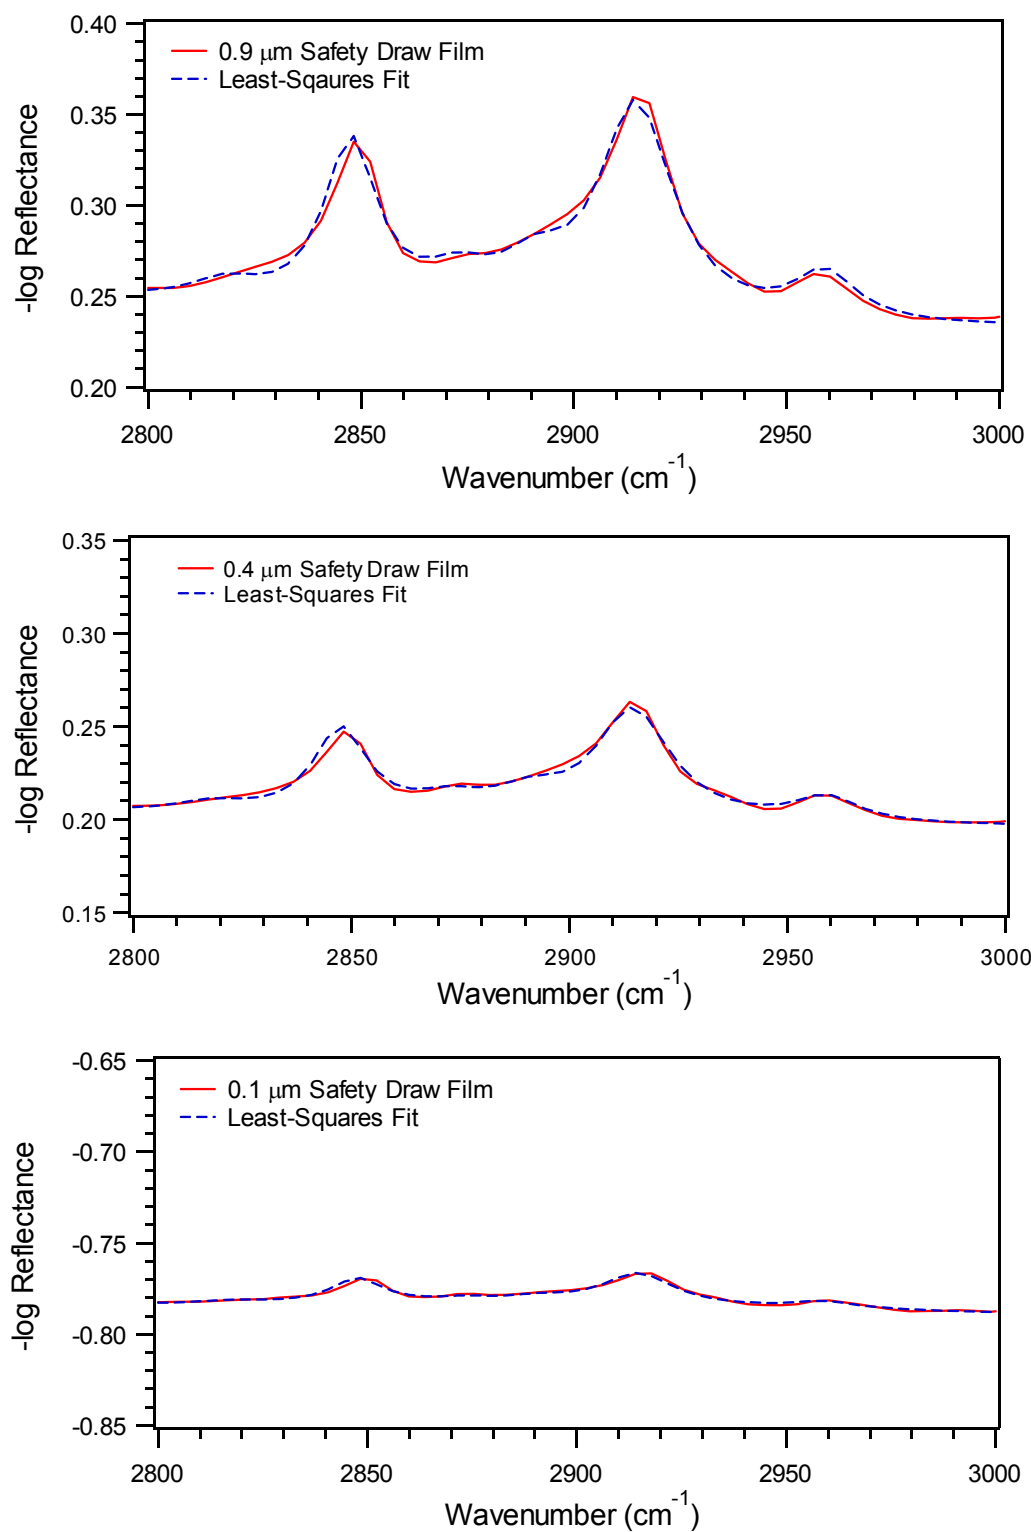 0.40
0.9 μm Safety Draw Film
Least-Sqaures Fit
0.35
0.30
0.25
0.20
-log Reflectance
2800 2850 2900 2950 3000
Wavenumber (cm⁻¹)
0.35
0.4 μm Safety Draw Film
Least-Squares Fit
0.30
0.25
0.20
0.15
-log Reflectance
2800 2850 2900 2950 3000
Wavenumber (cm⁻¹)
-0.65
0.1 μm Safety Draw Film
Least-Squares Fit
-0.70
-0.75
-0.80
-0.85
-log Reflectance
2800 2850 2900 2950 3000
Wavenumber (cm⁻¹)